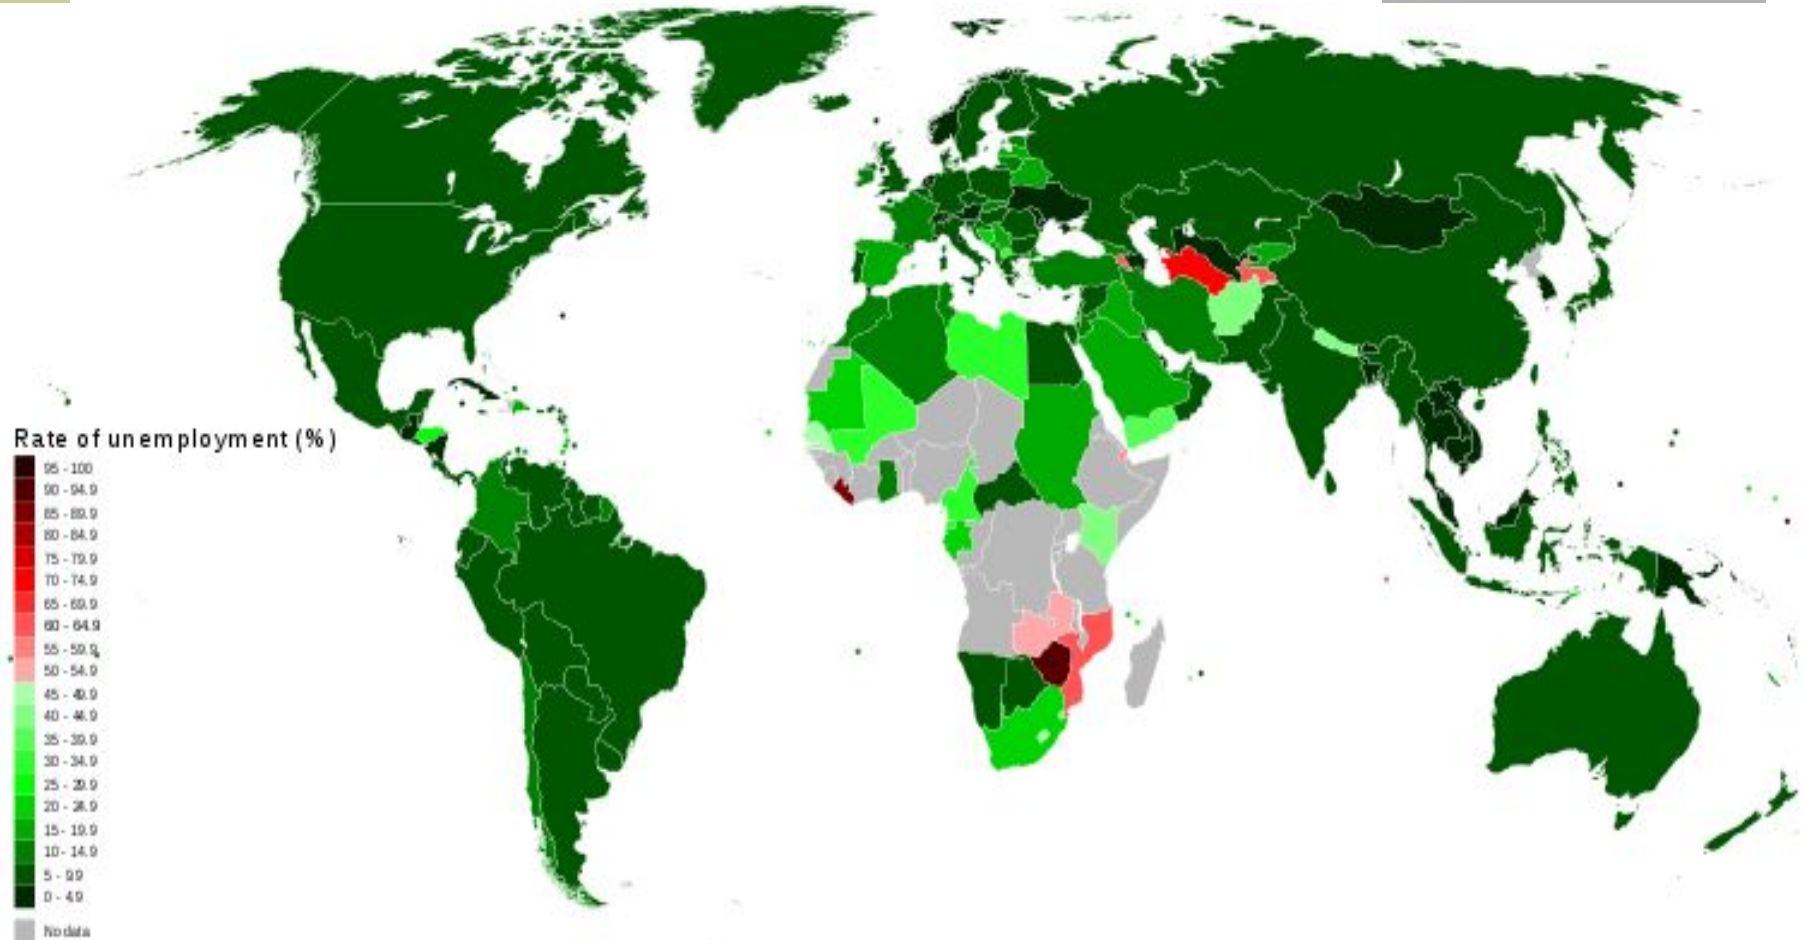 Rate of unemployment (%)
95 - 100
90 - 94.9
85 - 89.9
80 - 84.9
75 - 79.9
70 - 74.9
65 - 69.9
60 - 64.9
55 - 59.9
50 - 54.9
45 - 49.9
40 - 44.9
35 - 39.9
30 - 34.9
25 - 29.9
20 - 24.9
15 - 19.9
10 - 14.9
5 - 9.9
0 - 4.9
No data